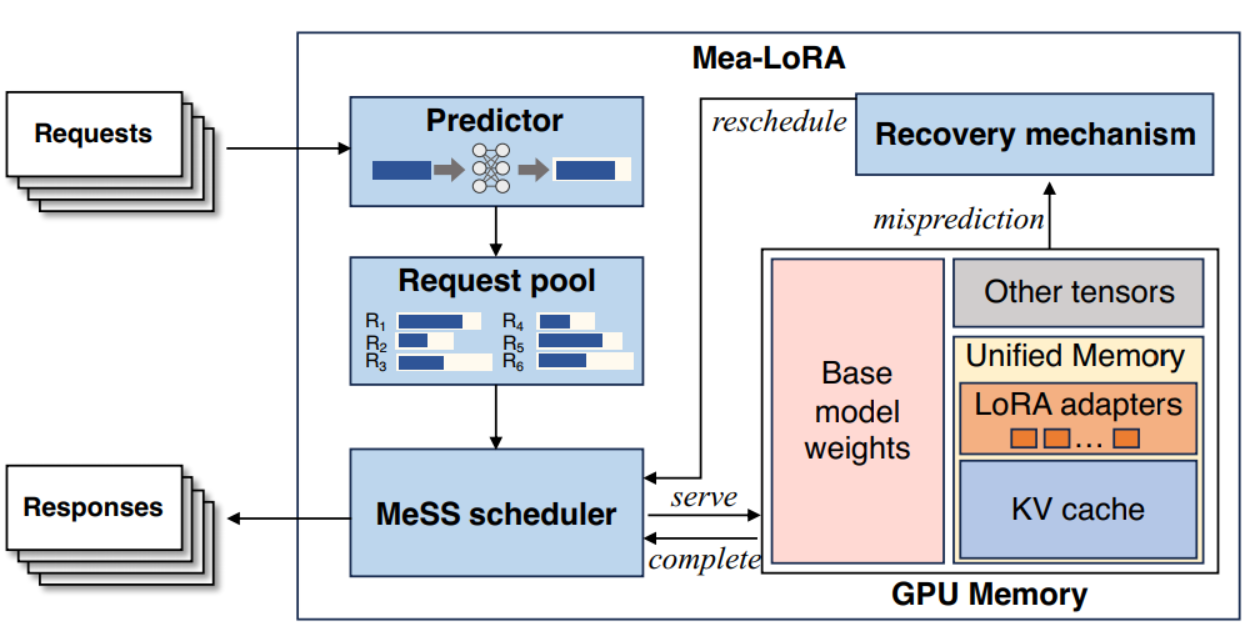 Mea-LoRA
Requests
Predictor
reschedule
Recovery mechanism
misprediction
Request pool
R1
R2
R3
R4
R5
R6
Other tensors
Unified Memory
LoRA adapters
...
KV cache
Base
model
weights
MeSS scheduler
serve
complete
Responses
GPU Memory